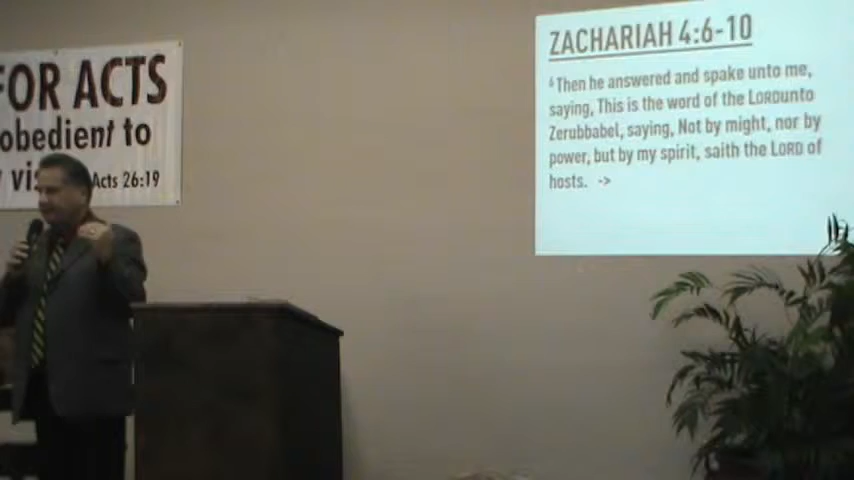 FOR ACTS
obedient to
vis
Acts 26:19
ZACHARIAH 4:6-10
6 Then he answered and spake unto me,
saying, This is the word of the LORDunto
Zerubbabel, saying, Not by might, nor by
power, but by my spirit, saith the LORD of
hosts. ->